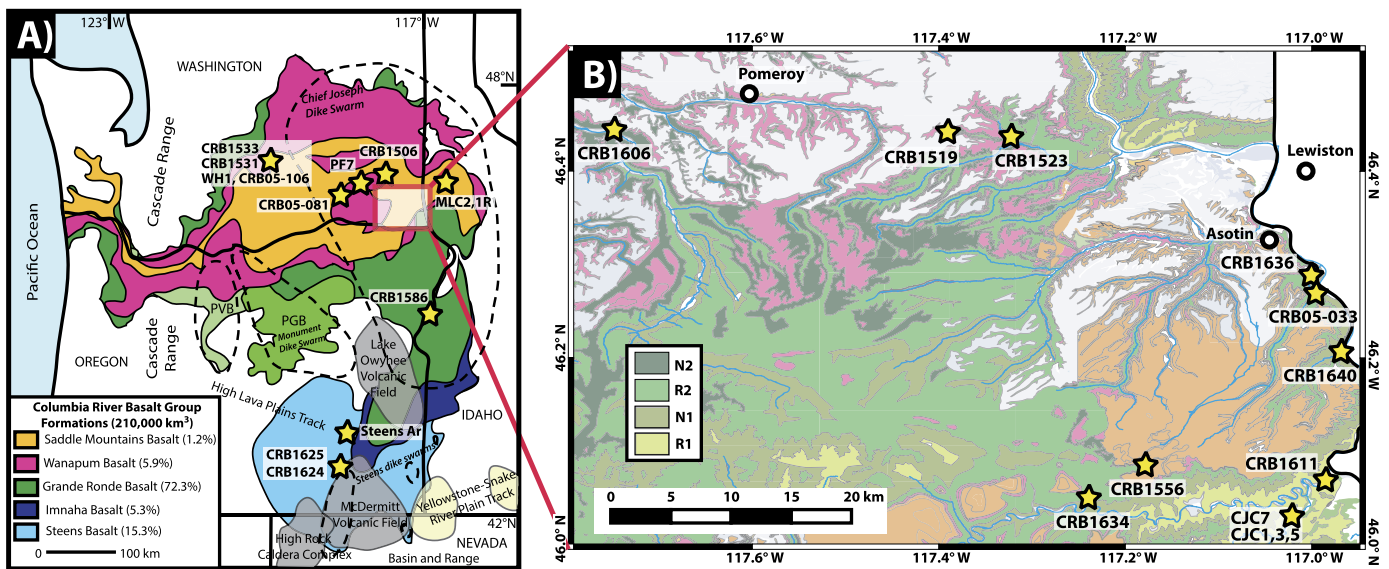 A)
123° W
117° W
WASHINGTON
48°N
Chief Joseph
Dike Swarm
Cascade Range
CRB1533
CRB1531
WH1, CRB05-106
PF7
CRB1506
CRB05-081
MLC2,1R
Pacific Ocean
CRB1586
PVB
PGB
Monument
Dike Swarm
Cascade
Range
OREGON
Lake
Owyhee
Volcanic
Field
High Lava Plains Track
IDAHO
Steens Ar
CRB1625
CRB1624
Steens dike swarms
McDermitt
Volcanic Field
Yellowstone-Snake
River Plain Track
42°N
High Rock
Caldera Complex
NEVADA
Basin and Range
Columbia River Basalt Group
Formations (210,000 km³)
Saddle Mountains Basalt (1.2%)
Wanapum Basalt (5.9%)
Grande Ronde Basalt (72.3%)
Imnaha Basalt (5.3%)
Steens Basalt (15.3%)
0 100 km
B)
117.6° W
117.4° W
117.2° W
117.0° W
Pomeroy
CRB1606
CRB1519
CRB1523
Lewiston
46.4° N
46.4° N
Asotin
CRB1636
CRB05-033
46.2° N
46.2° W
CRB1640
N2
R2
N1
R1
0 5 10 15 20 km
CRB1556
CRB1634
CRB1611
CJC7
CJC1,3,5
46.0° N
46.0° N
117.6° W
117.4° W
117.2° W
117.0° W